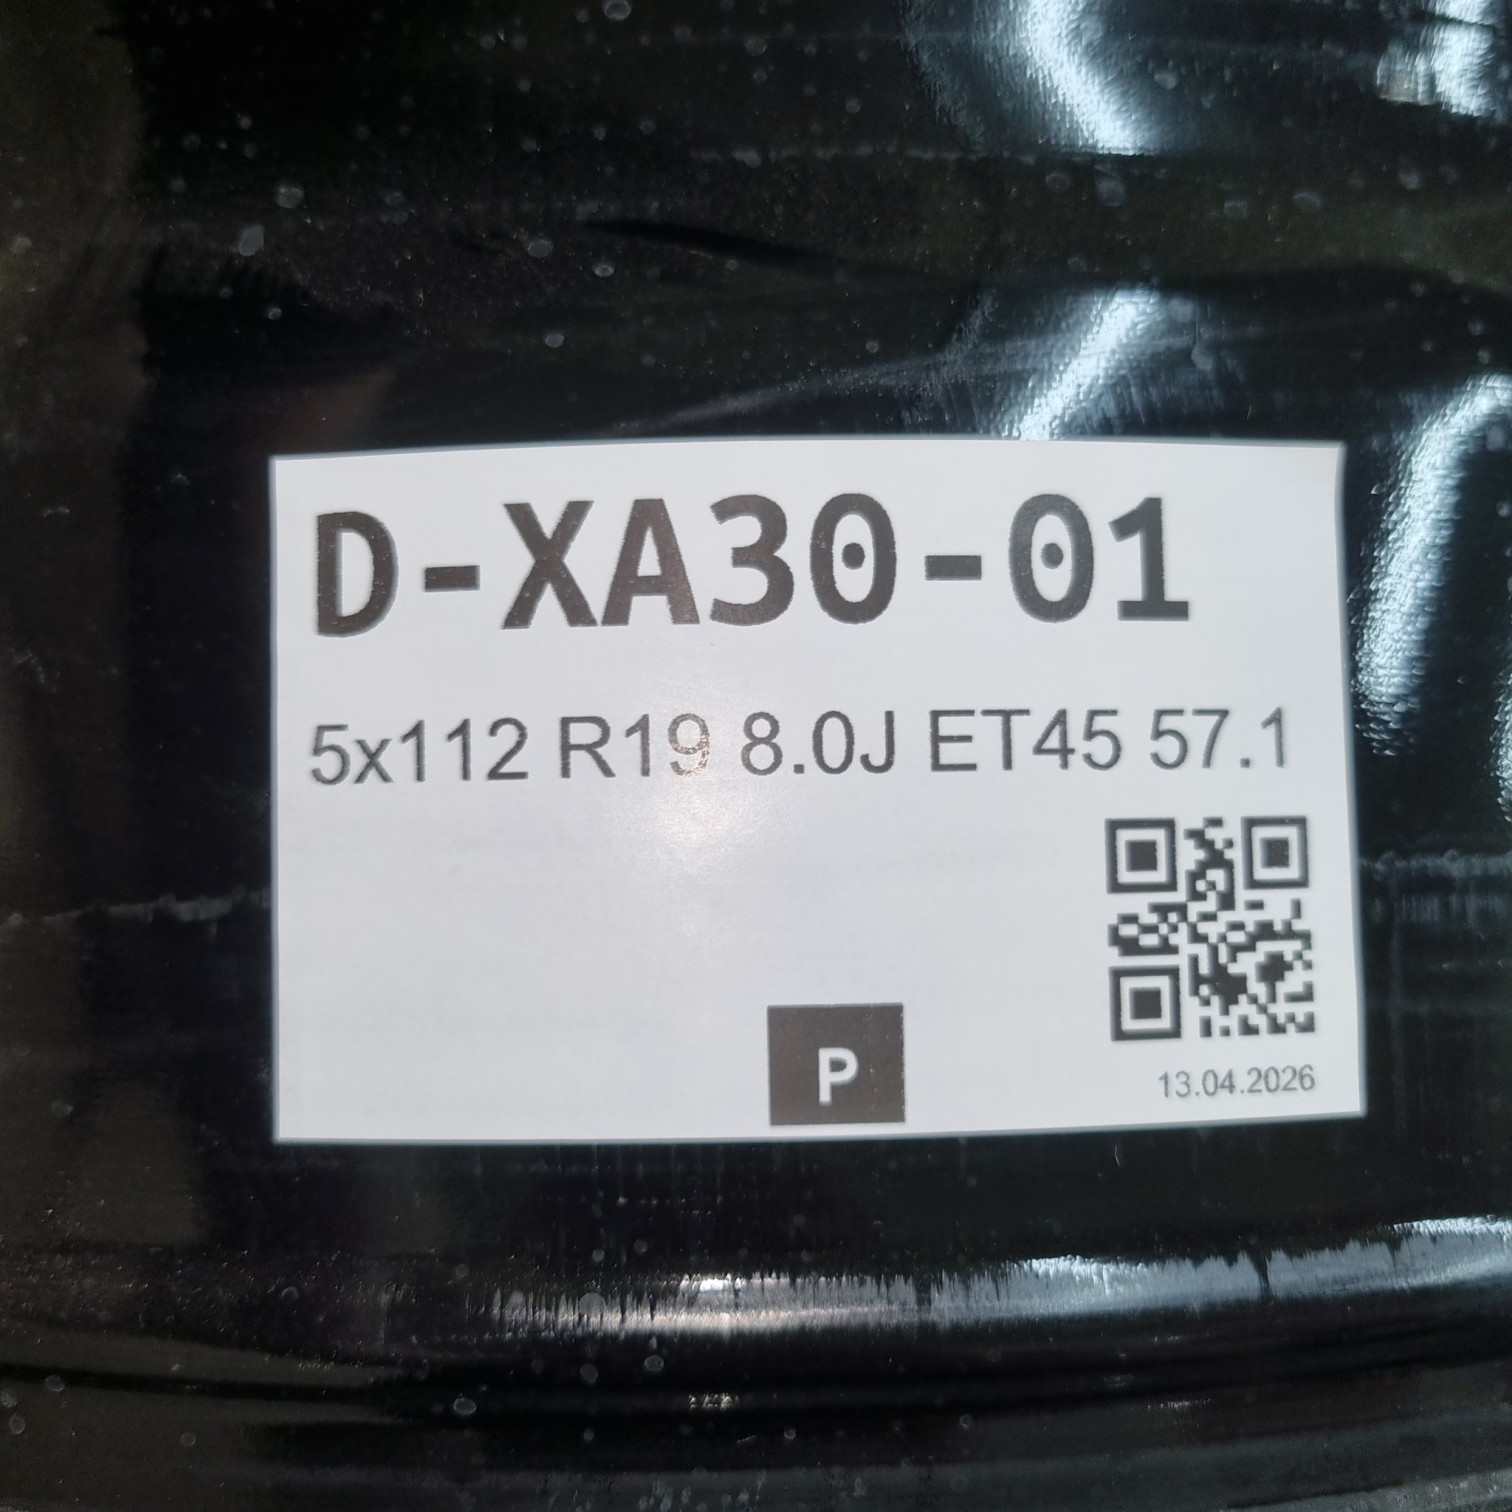 D-XA30-01
5x112 R19 8.0J ET45 57.1
P
13.04.2026